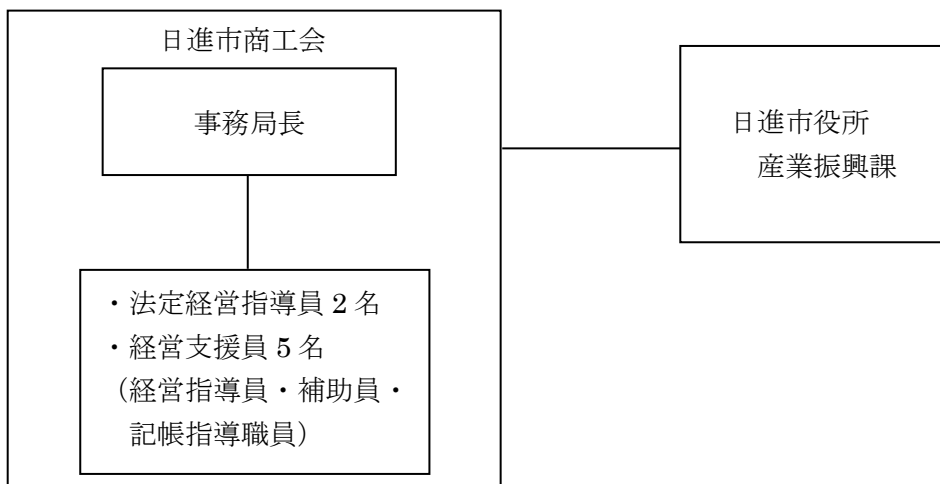 日進市商工会
事務局長
・法定経営指導員 2 名
・経営支援員 5 名
（経営指導員・補助員・
記帳指導職員）
日進市役所
産業振興課